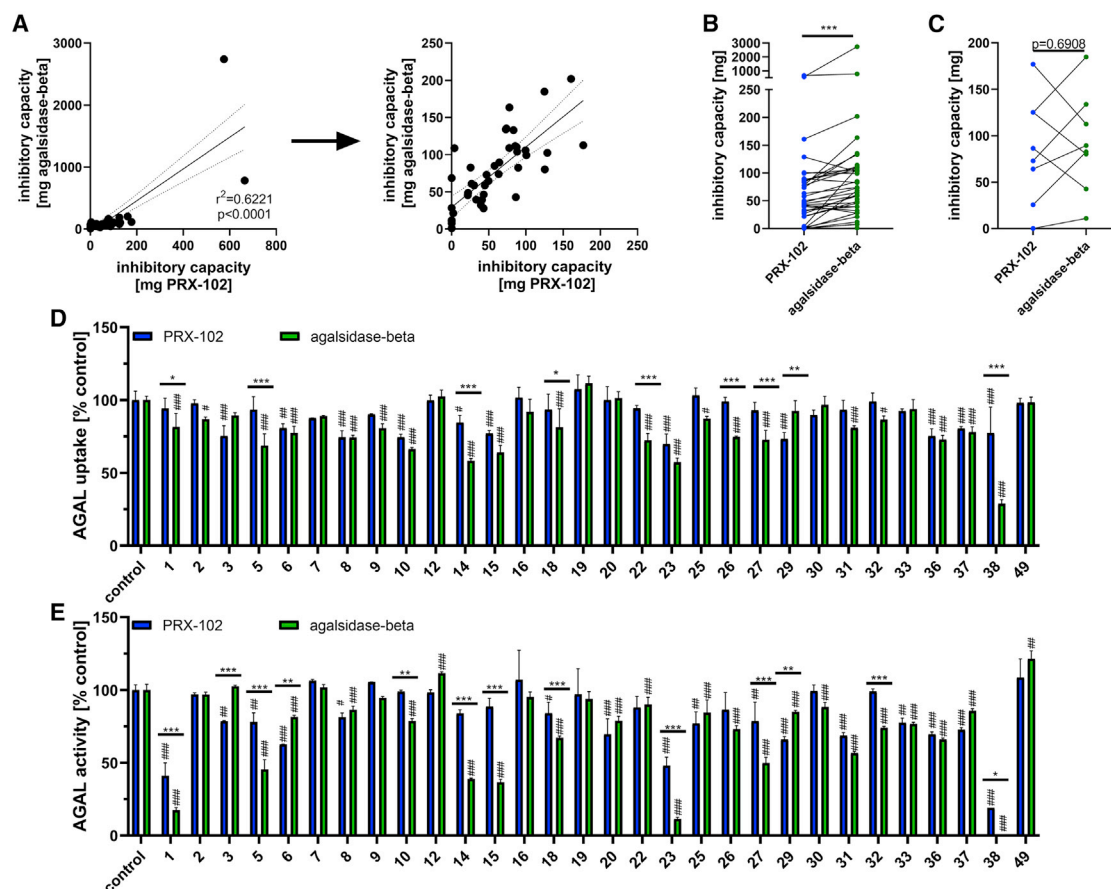 A
inhibitory capacity
[mg agalsidase-beta]
3000
2000
1000
0
0 200 400 600 800
r²=0.6221
p<0.0001
inhibitory capacity
[mg PRX-102]
inhibitory capacity
[mg agalsidase-beta]
250
200
150
100
50
0
0 50 100 150 200 250
inhibitory capacity
[mg PRX-102]
B
***
inhibitory capacity [mg]
3000
2000
1000
250
200
150
100
50
0
PRX-102
agalsidase-beta
C
p=0.6908
inhibitory capacity [mg]
200
150
100
50
0
PRX-102
agalsidase-beta
D
PRX-102 agalsidase-beta
AGAL uptake [% control]
150
100
50
0
* *** *** * *** *** *** ** ***
### # ### ### ### ## ### ### ### ### ### ### # ### ### ### # ### ### ### ### # ### ### ### ### ### # ### ### ### # ### ### ### ### ### ###
control 1 2 3 5 6 7 8 9 10 12 14 15 16 18 19 20 22 23 25 26 27 29 30 31 32 33 36 37 38 49
E
PRX-102 agalsidase-beta
AGAL activity [% control]
150
100
50
0
*** *** *** ** ** *** *** *** *** *** ** *** *
control 1 2 3 5 6 7 8 9 10 12 14 15 16 18 19 20 22 23 25 26 27 29 30 31 32 33 36 37 38 49